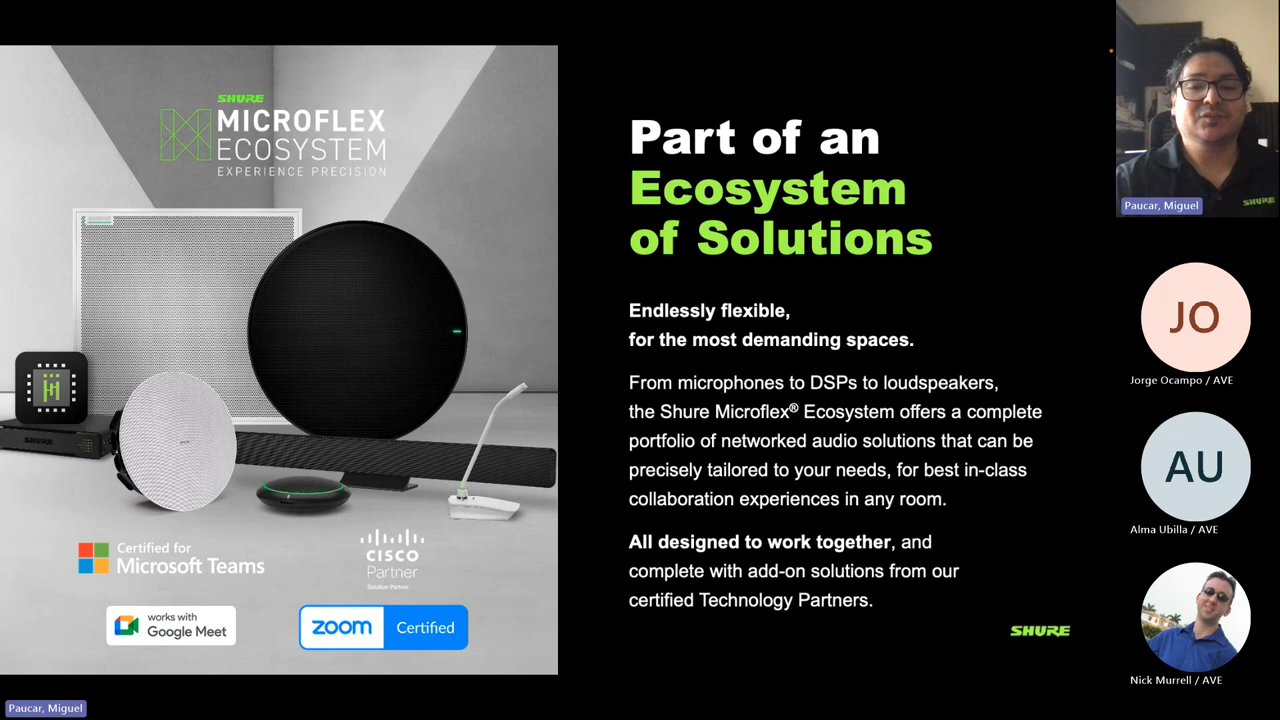 SHURE
MICROFLEX
ECOSYSTEM
EXPERIENCE PRECISION
SHURE
Certified for
Microsoft Teams
CISCO
Partner
Solution Partner
works with
Google Meet
zoom Certified
Part of an
Ecosystem
of Solutions
Endlessly flexible,
for the most demanding spaces.
From microphones to DSPs to loudspeakers,
the Shure Microflex® Ecosystem offers a complete
portfolio of networked audio solutions that can be
precisely tailored to your needs, for best in-class
collaboration experiences in any room.
All designed to work together, and
complete with add-on solutions from our
certified Technology Partners.
SHURE
Paucar, Miguel
SHURE
JO
Jorge Ocampo / AVE
AU
Alma Ubilla / AVE
Nick Murrell / AVE
Paucar, Miguel